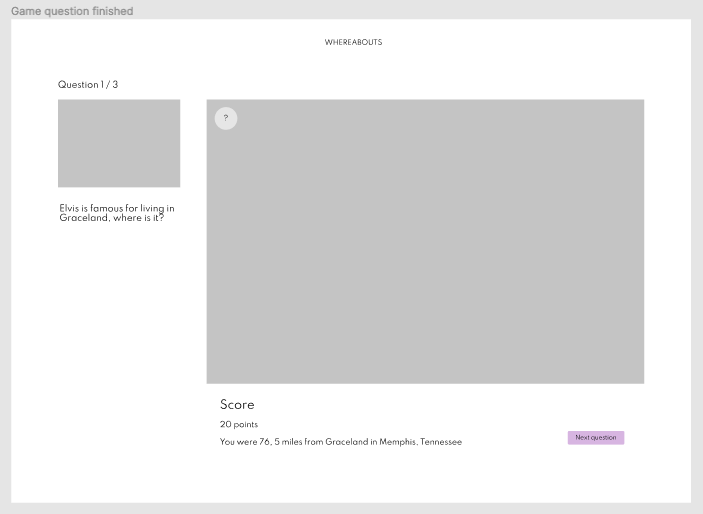 Game question finished
WHEREABOUTS
Question 1 / 3
?
Elvis is famous for living in
Graceland, where is it?
Score
20 points
You were 76, 5 miles from Graceland in Memphis, Tennessee
Next question